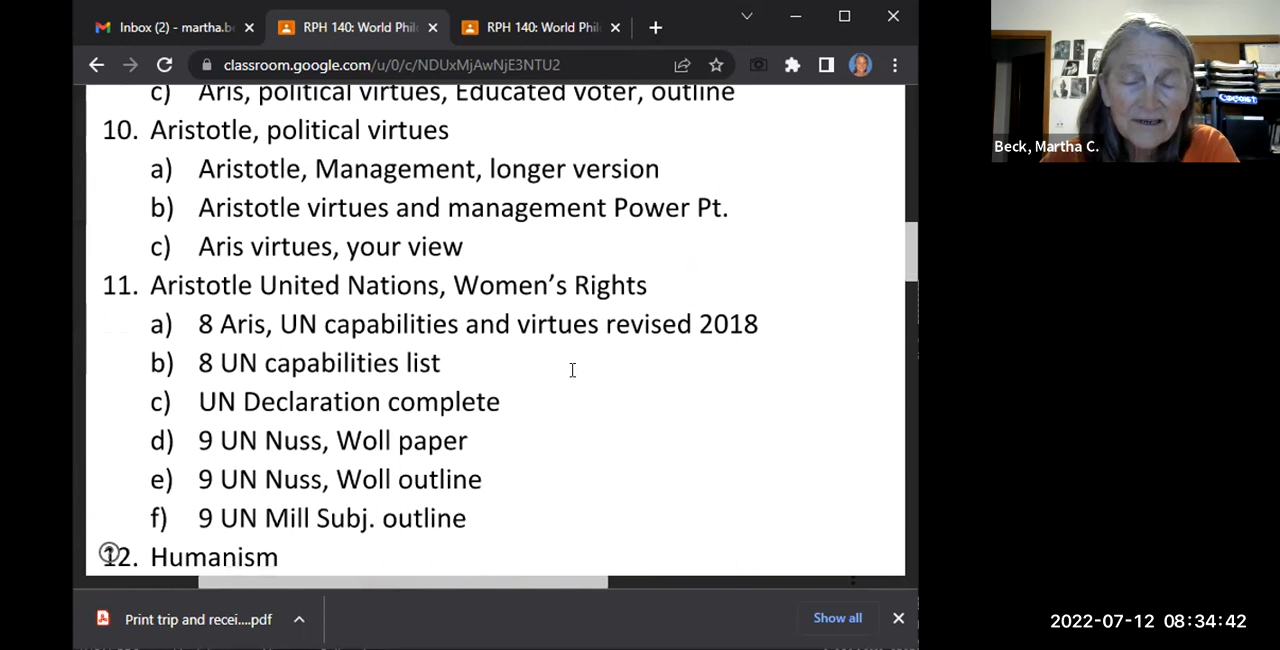 Inbox (2) - martha.be
RPH 140: World Phil
RPH 140: World Phil
classroom.google.com/u/0/c/NDUxMjAwNjE3NTU2
c) Aris, political virtues, Educated voter, outline
10. Aristotle, political virtues
a) Aristotle, Management, longer version
b) Aristotle virtues and management Power Pt.
c) Aris virtues, your view
11. Aristotle United Nations, Women's Rights
a) 8 Aris, UN capabilities and virtues revised 2018
b) 8 UN capabilities list
c) UN Declaration complete
d) 9 UN Nuss, Woll paper
e) 9 UN Nuss, Woll outline
f) 9 UN Mill Subj. outline
12. Humanism
Print trip and recei....pdf
Show all
Beck, Martha C.
2022-07-12 08:34:42